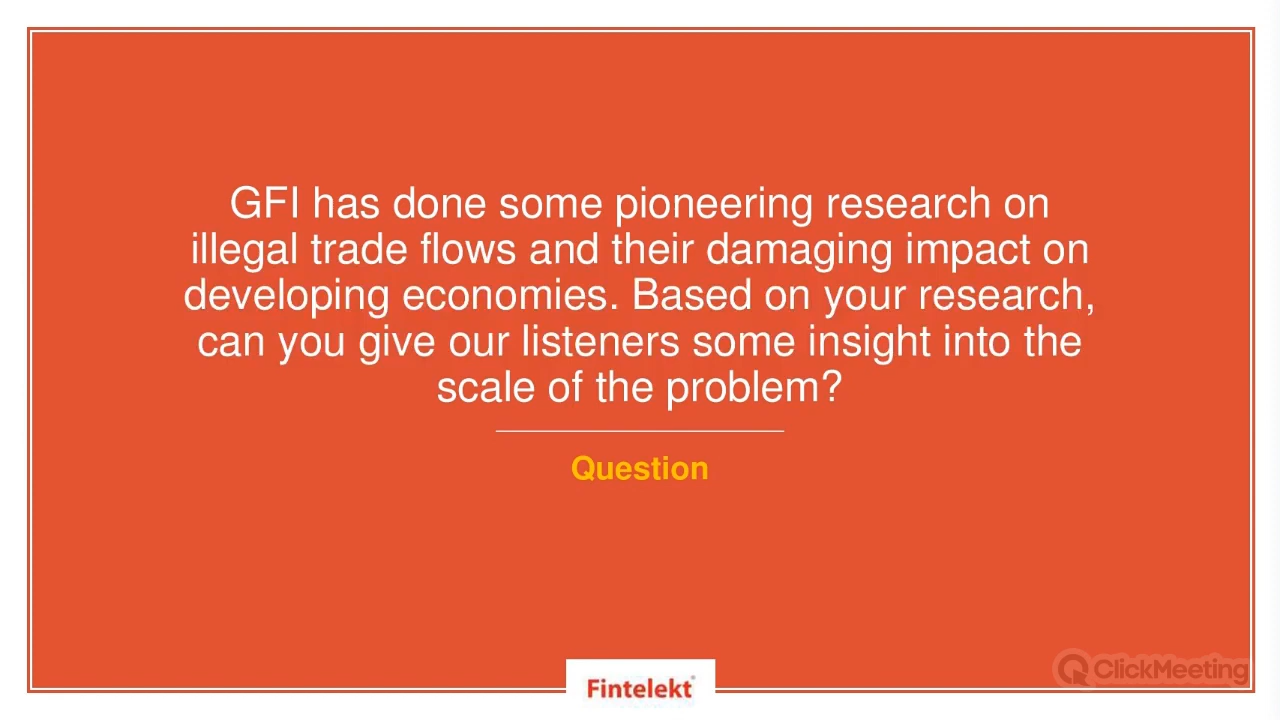 GFI has done some pioneering research on
illegal trade flows and their damaging impact on
developing economies. Based on your research,
can you give our listeners some insight into the
scale of the problem?
Question
Fintelekt®
ClickMeeting